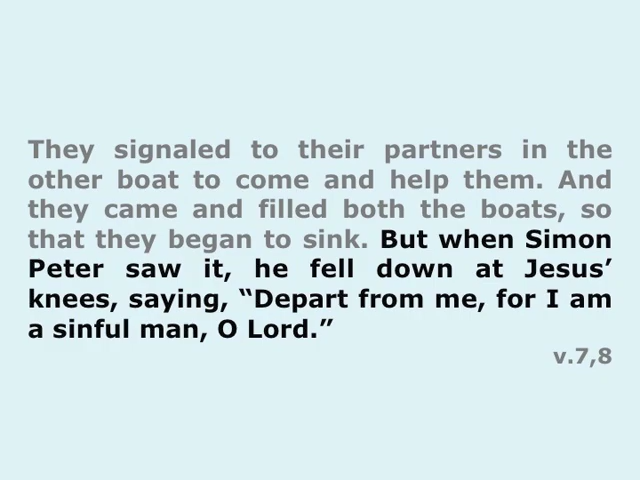 They signaled to their partners in the
other boat to come and help them. And
they came and filled both the boats, so
that they began to sink. But when Simon
Peter saw it, he fell down at Jesus’
knees, saying, “Depart from me, for I am
a sinful man, O Lord.”
v.7,8